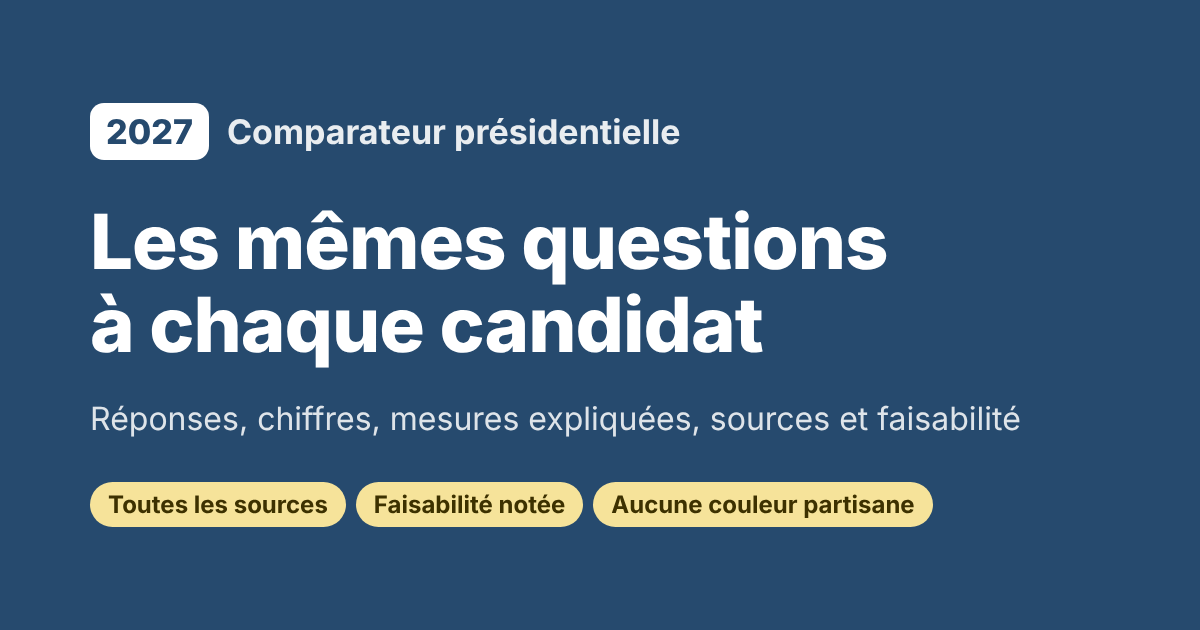 2027 Comparateur présidentielle
Les mêmes questions
à chaque candidat
Réponses, chiffres, mesures expliquées, sources et faisabilité
Toutes les sources Faisabilité notée Aucune couleur partisane